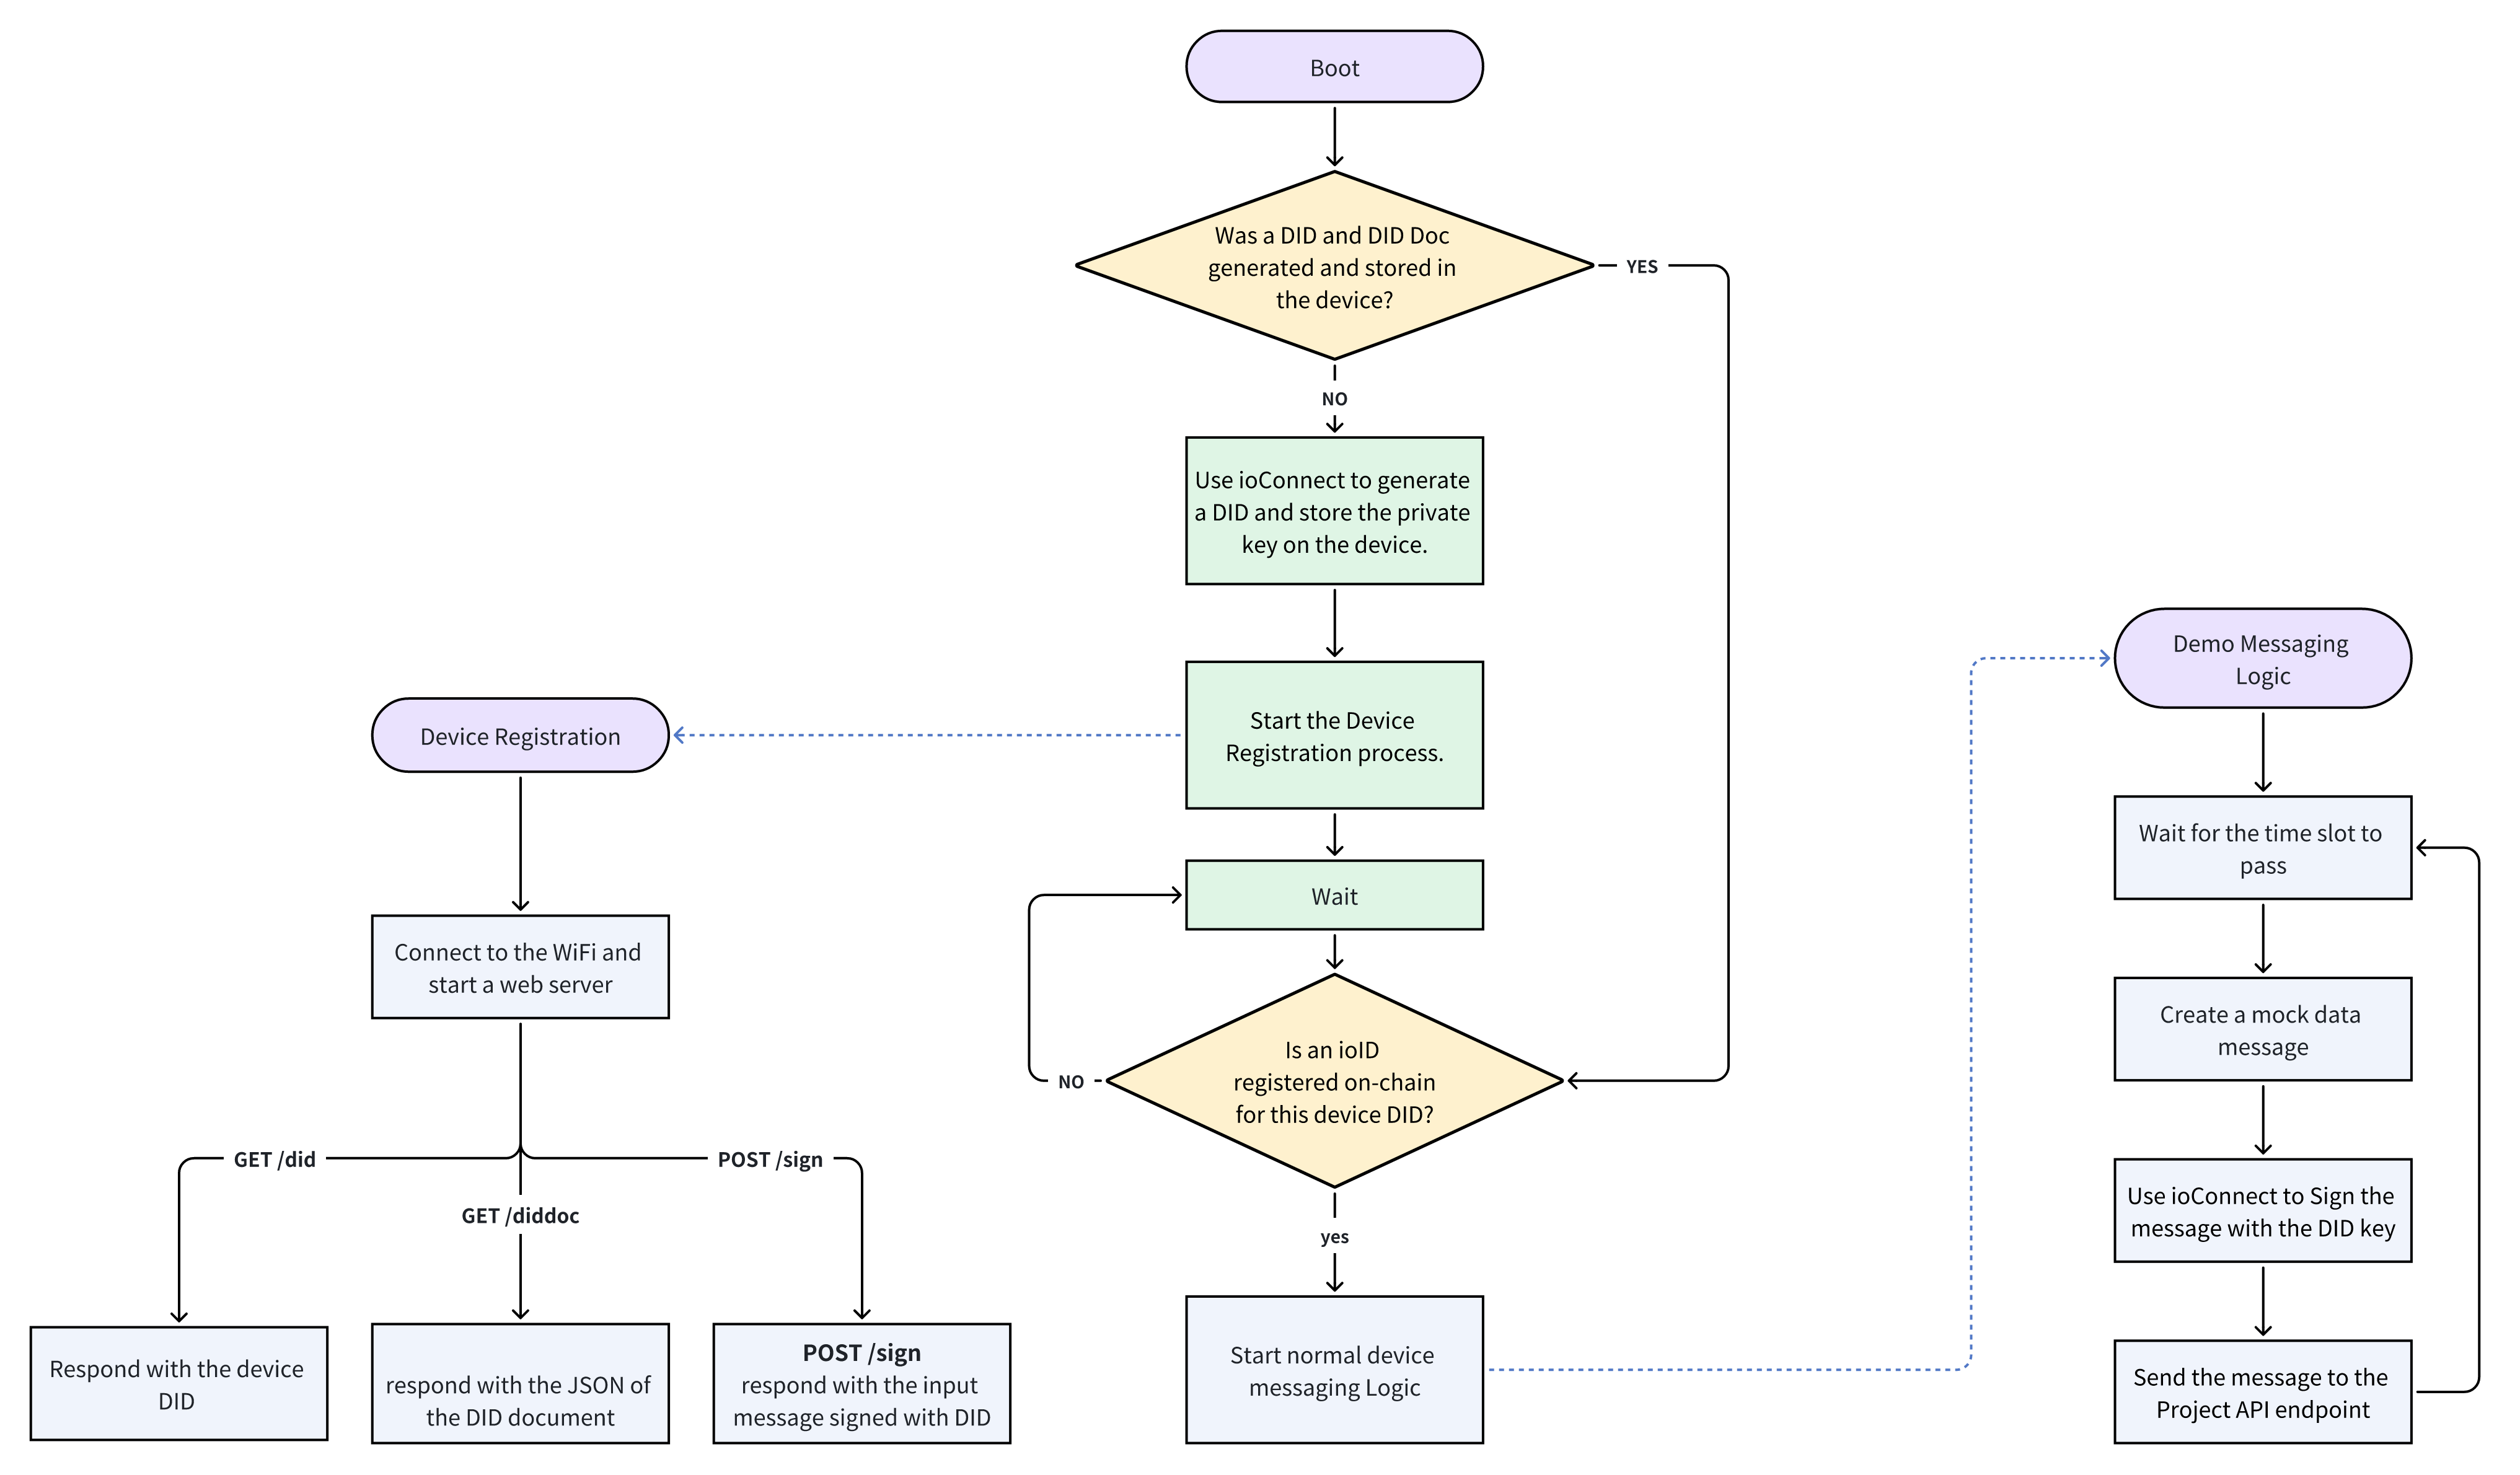 Boot
Was a DID and DID Doc
generated and stored in
the device?
YES
NO
Use ioConnect to generate
a DID and store the private
key on the device.
Start the Device
Registration process.
Wait
Is an ioID
registered on-chain
for this device DID?
NO
yes
Start normal device
messaging Logic
Device Registration
Connect to the WiFi and
start a web server
GET /did
GET /diddoc
POST /sign
Respond with the device
DID
respond with the JSON of
the DID document
POST /sign
respond with the input
message signed with DID
Demo Messaging
Logic
Wait for the time slot to
pass
Create a mock data
message
Use ioConnect to Sign the
message with the DID key
Send the message to the
Project API endpoint